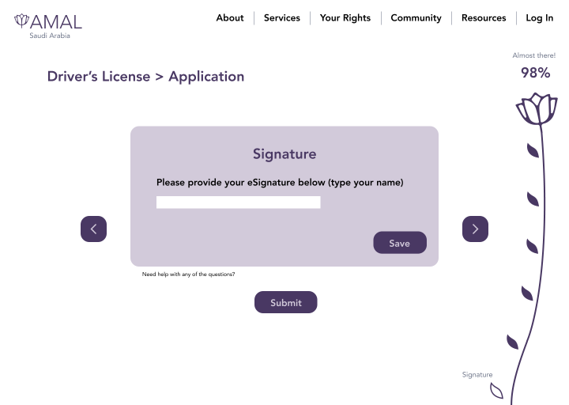 AMAL
Saudi Arabia
About
Services
Your Rights
Community
Resources
Log In
Almost there!
98%
Driver's License > Application
Signature
Please provide your eSignature below (type your name)
Save
Need help with any of the questions?
Submit
Signature